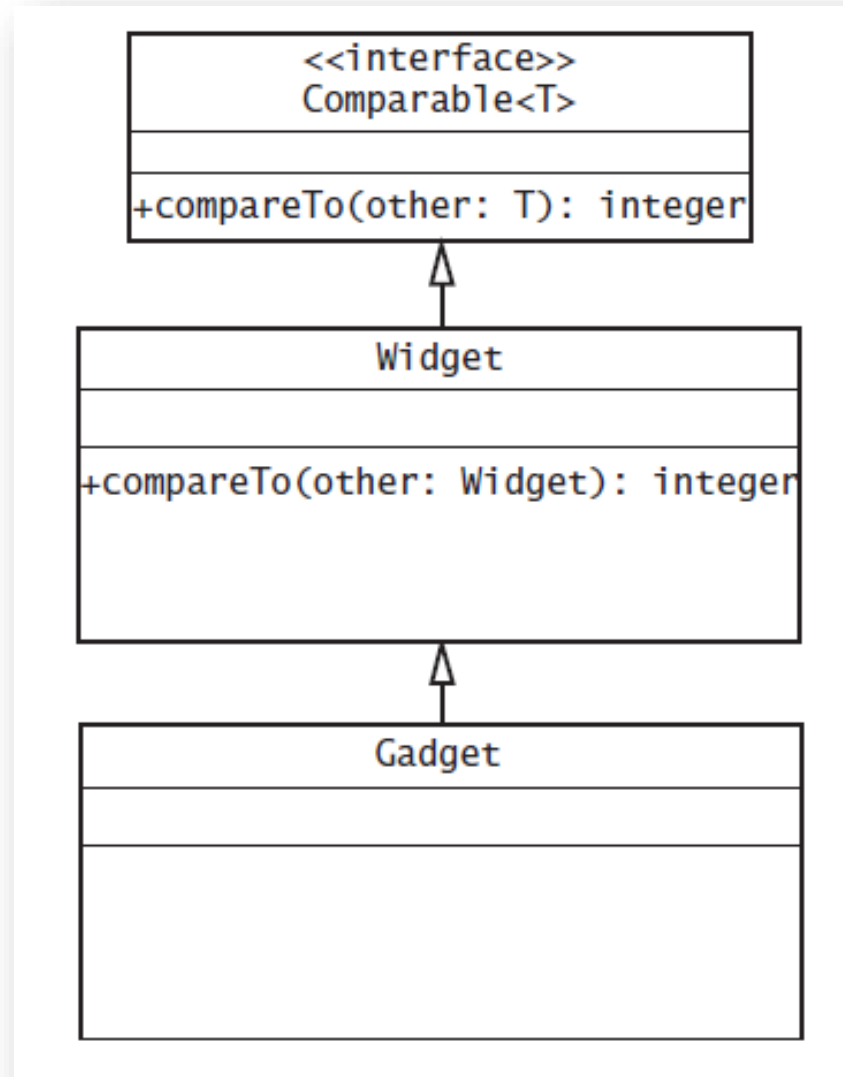 <<interface>>
Comparable<T>
+compareTo(other: T): integer
Widget
+compareTo(other: Widget): integer
Gadget